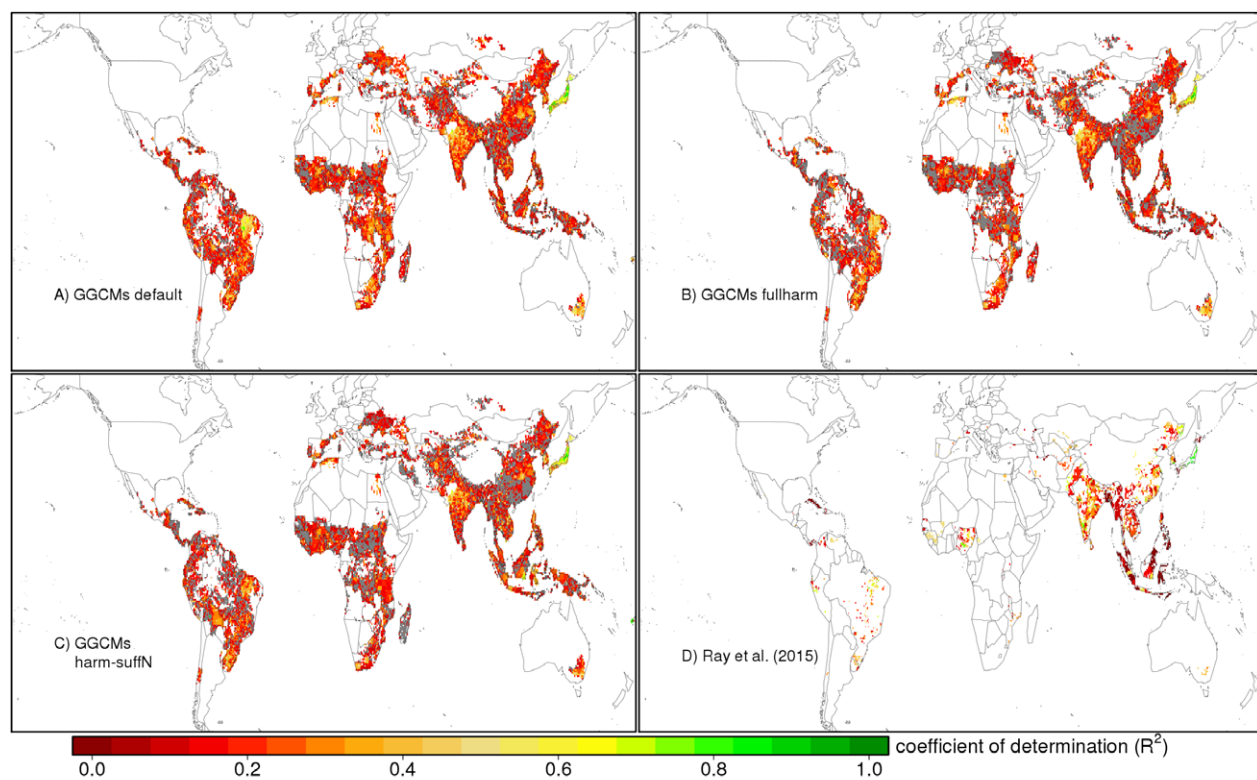 A) GGCMs default
B) GGCMs fullharm
C) GGCMs
harm-suffN
D) Ray et al. (2015)
coefficient of determination (R²)
0.0 0.2 0.4 0.6 0.8 1.0